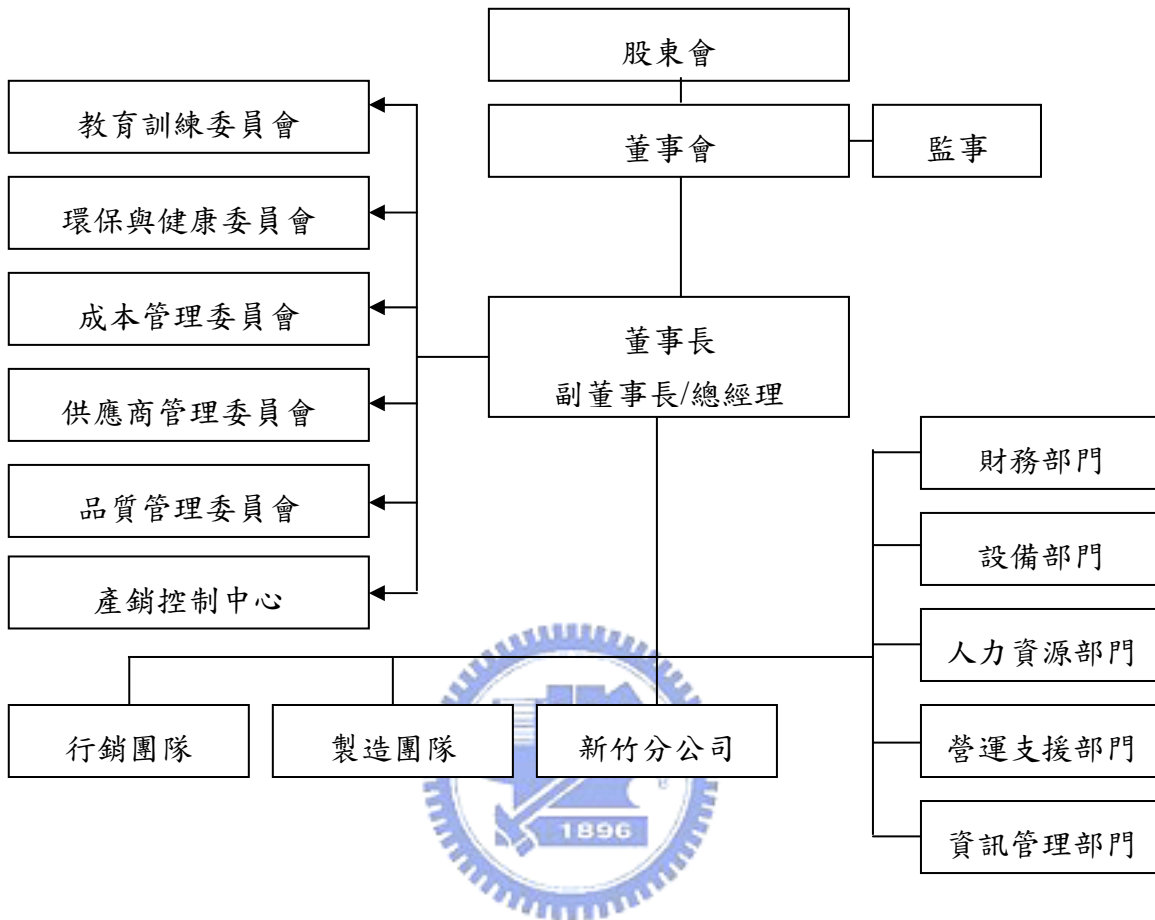 股東會
董事會
監事
教育訓練委員會
環保與健康委員會
成本管理委員會
供應商管理委員會
品質管理委員會
產銷控制中心
董事長
副董事長/總經理
財務部門
設備部門
人力資源部門
營運支援部門
資訊管理部門
行銷團隊
製造團隊
新竹分公司
1896